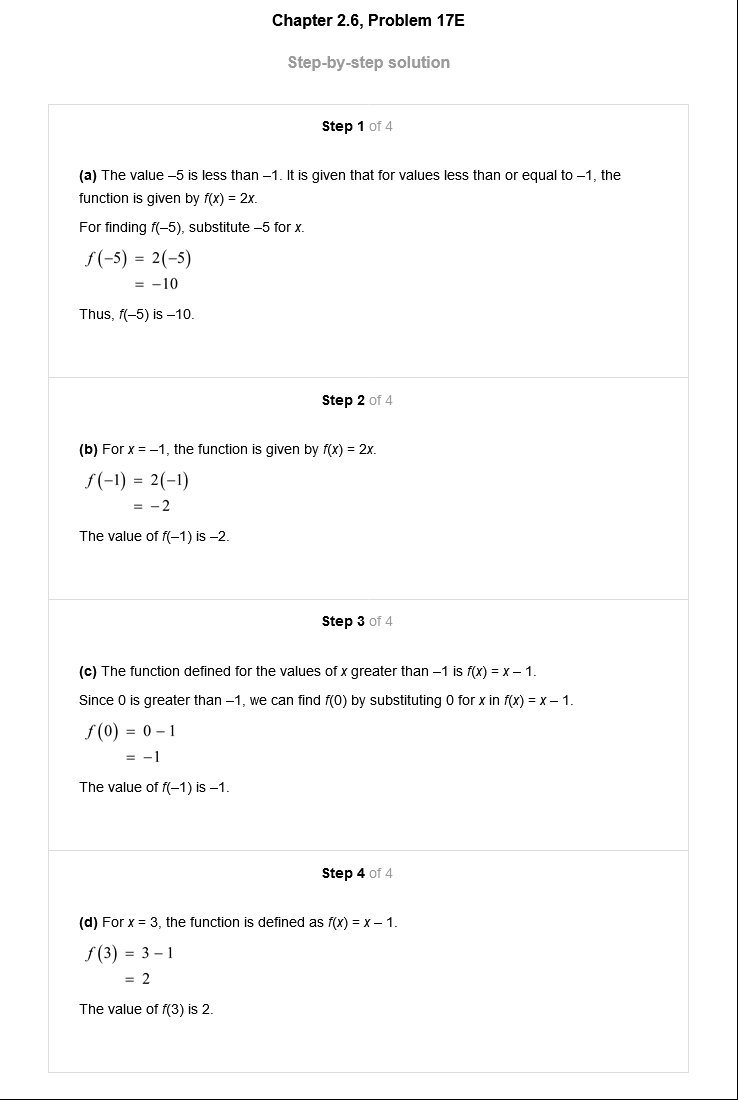 Chapter 2.6, Problem 17E
Step-by-step solution
Step 1 of 4
(a) The value –5 is less than –1. It is given that for values less than or equal to –1, the
function is given by f(x) = 2x.
For finding f(–5), substitute –5 for x.
f(−5) = 2(−5)
= −10
Thus, f(–5) is –10.
Step 2 of 4
(b) For x = –1, the function is given by f(x) = 2x.
f(−1) = 2(−1)
= −2
The value of f(–1) is –2.
Step 3 of 4
(c) The function defined for the values of x greater than –1 is f(x) = x – 1.
Since 0 is greater than –1, we can find f(0) by substituting 0 for x in f(x) = x – 1.
f(0) = 0 − 1
= −1
The value of f(–1) is –1.
Step 4 of 4
(d) For x = 3, the function is defined as f(x) = x – 1.
f(3) = 3 − 1
= 2
The value of f(3) is 2.